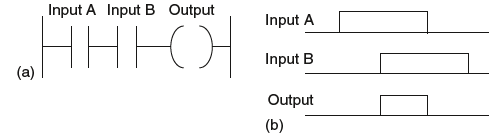 Input A Input B Output
(a)
Input A
Input B
Output
(b)